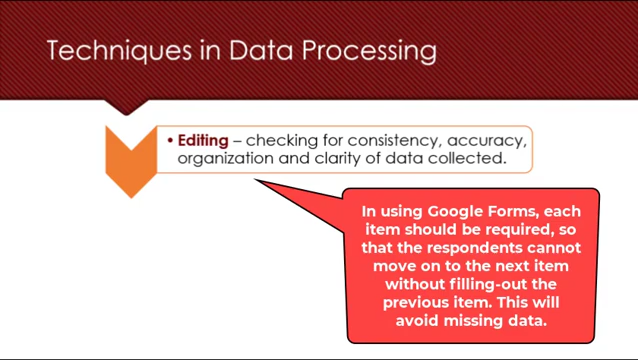 Techniques in Data Processing
• Editing – checking for consistency, accuracy,
organization and clarity of data collected.
In using Google Forms, each
item should be required, so
that the respondents cannot
move on to the next item
without filling-out the
previous item. This will
avoid missing data.